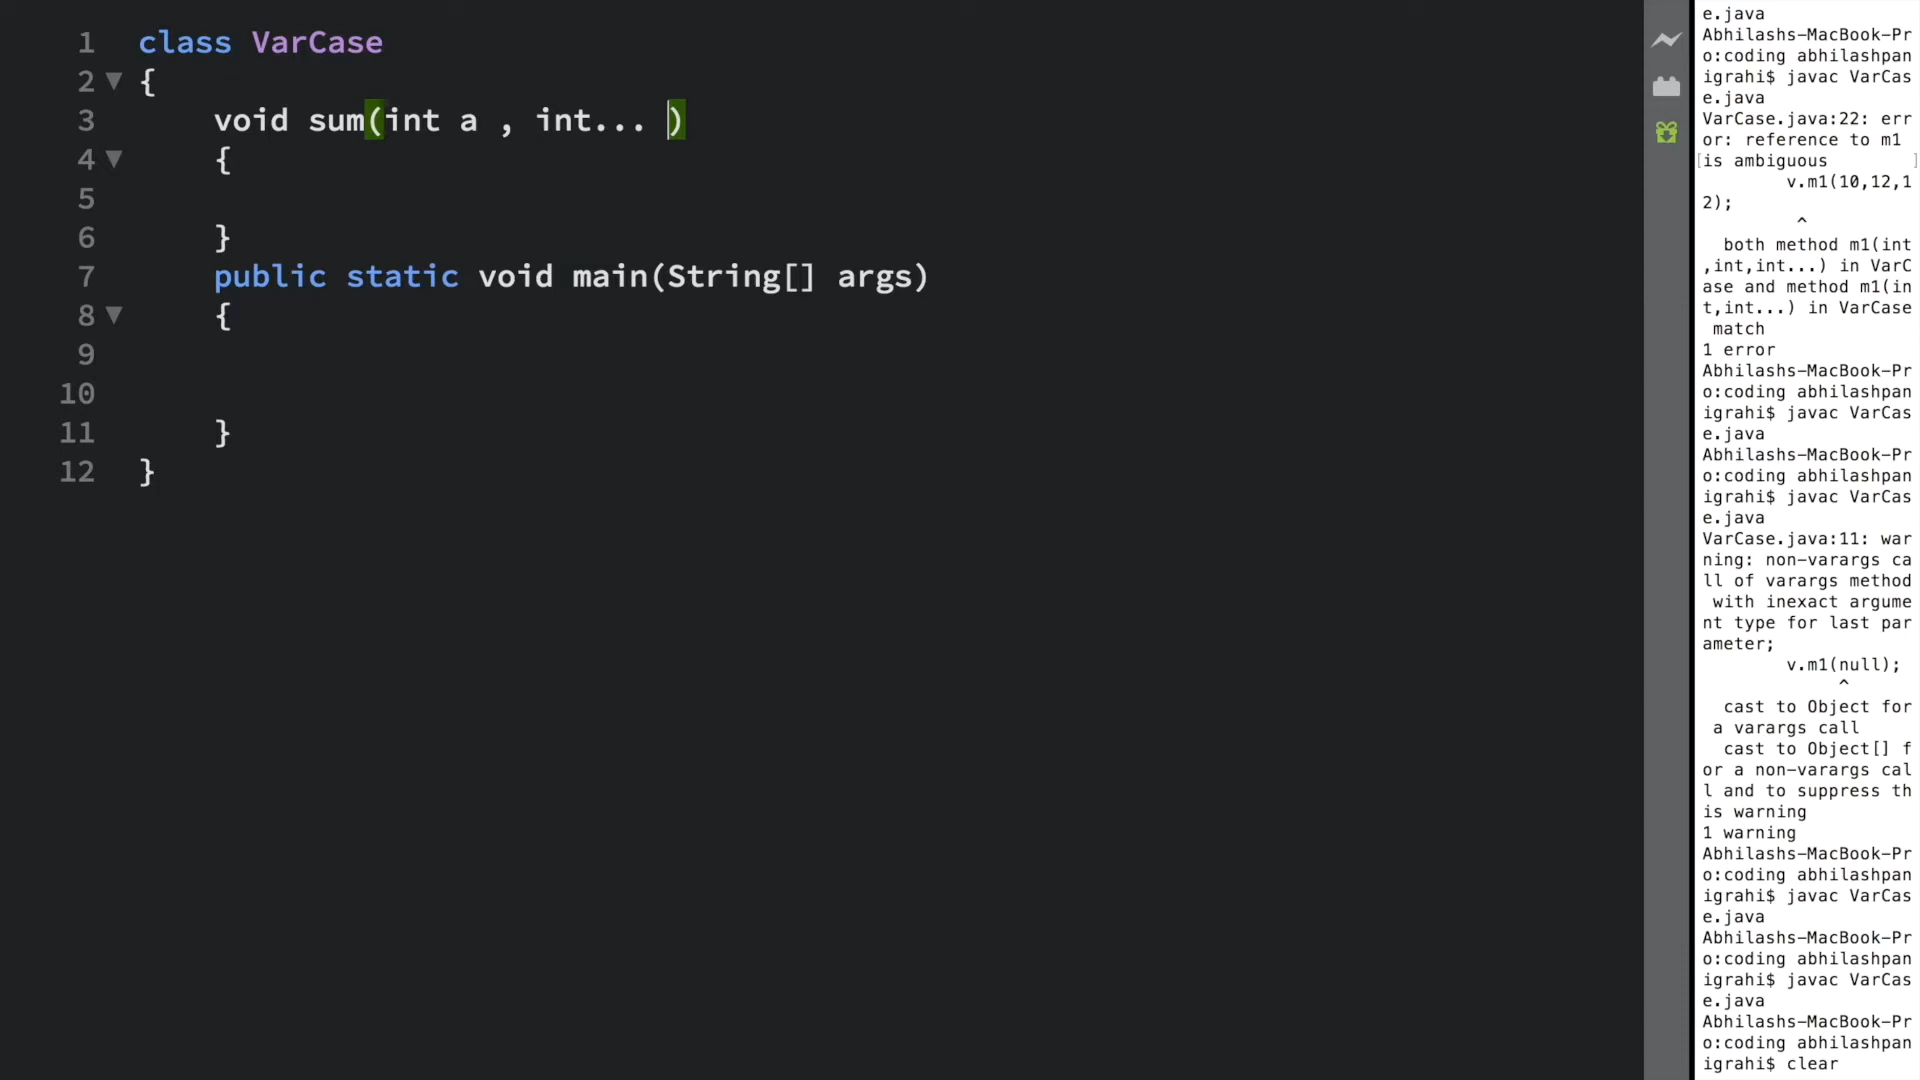 1 class VarCase
2 {
3 void sum(int a , int... )
4 {
5
6 }
7 public static void main(String[] args)
8 {
9
10
11 }
12 }
e.java
Abhilashs-MacBook-Pr
o:coding abhilashpan
igrahi$ javac VarCas
e.java
VarCase.java:22: err
or: reference to m1
[is ambiguous ]
v.m1(10,12,1
2);
^
both method m1(int
,int,int...) in VarC
ase and method m1(in
t,int...) in VarCase
match
1 error
Abhilashs-MacBook-Pr
o:coding abhilashpan
igrahi$ javac VarCas
e.java
Abhilashs-MacBook-Pr
o:coding abhilashpan
igrahi$ javac VarCas
e.java
VarCase.java:11: war
ning: non-varargs ca
ll of varargs method
with inexact argume
nt type for last par
ameter;
v.m1(null);
^
cast to Object for
a varargs call
cast to Object[] f
or a non-varargs cal
l and to suppress th
is warning
1 warning
Abhilashs-MacBook-Pr
o:coding abhilashpan
igrahi$ javac VarCas
e.java
Abhilashs-MacBook-Pr
o:coding abhilashpan
igrahi$ javac VarCas
e.java
Abhilashs-MacBook-Pr
o:coding abhilashpan
igrahi$ clear